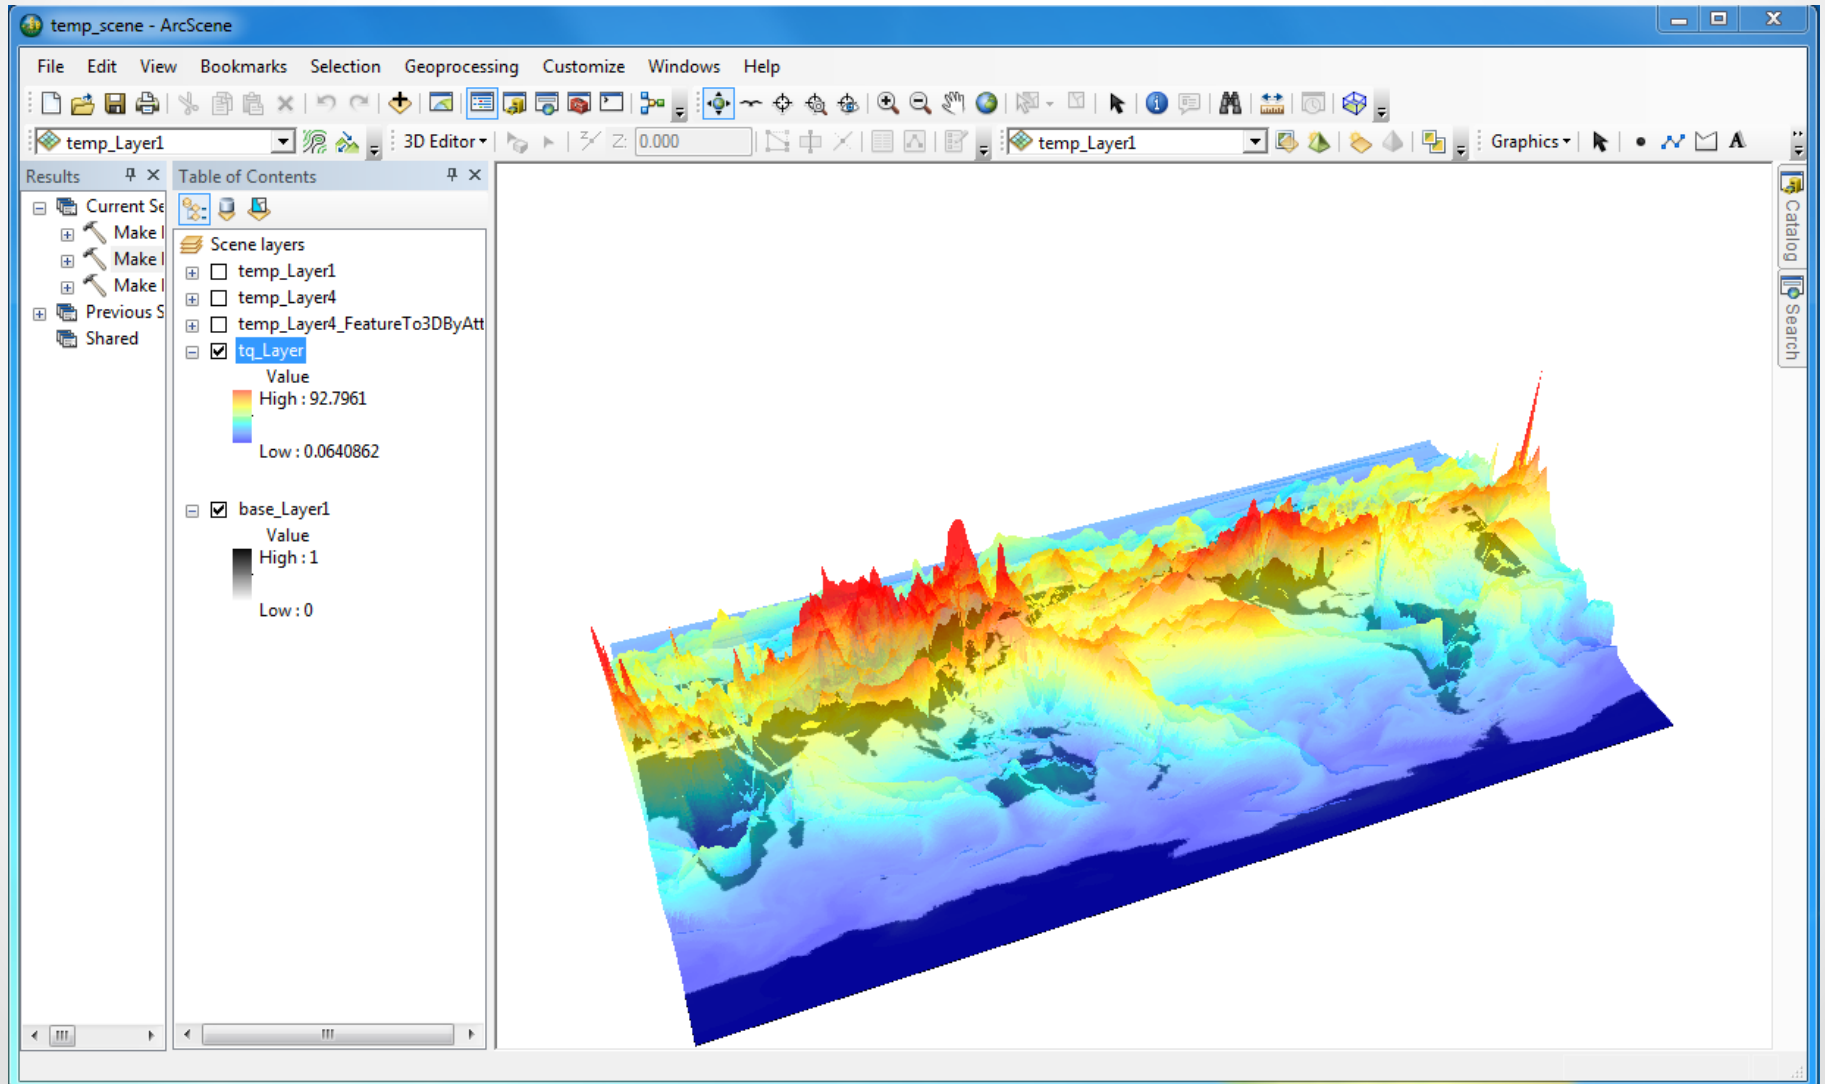 temp_scene - ArcScene
File Edit View Bookmarks Selection Geoprocessing Customize Windows Help
temp_Layer1 3D Editor Z: 0.000 temp_Layer1 Graphics A
Results
Current Se
Make
Make
Make
Previous S
Shared
Table of Contents
Scene layers
temp_Layer1
temp_Layer4
temp_Layer4_FeatureTo3DByAtt
tq_Layer
Value
High : 92.7961
Low : 0.0640862
base_Layer1
Value
High : 1
Low : 0
Catalog
Search